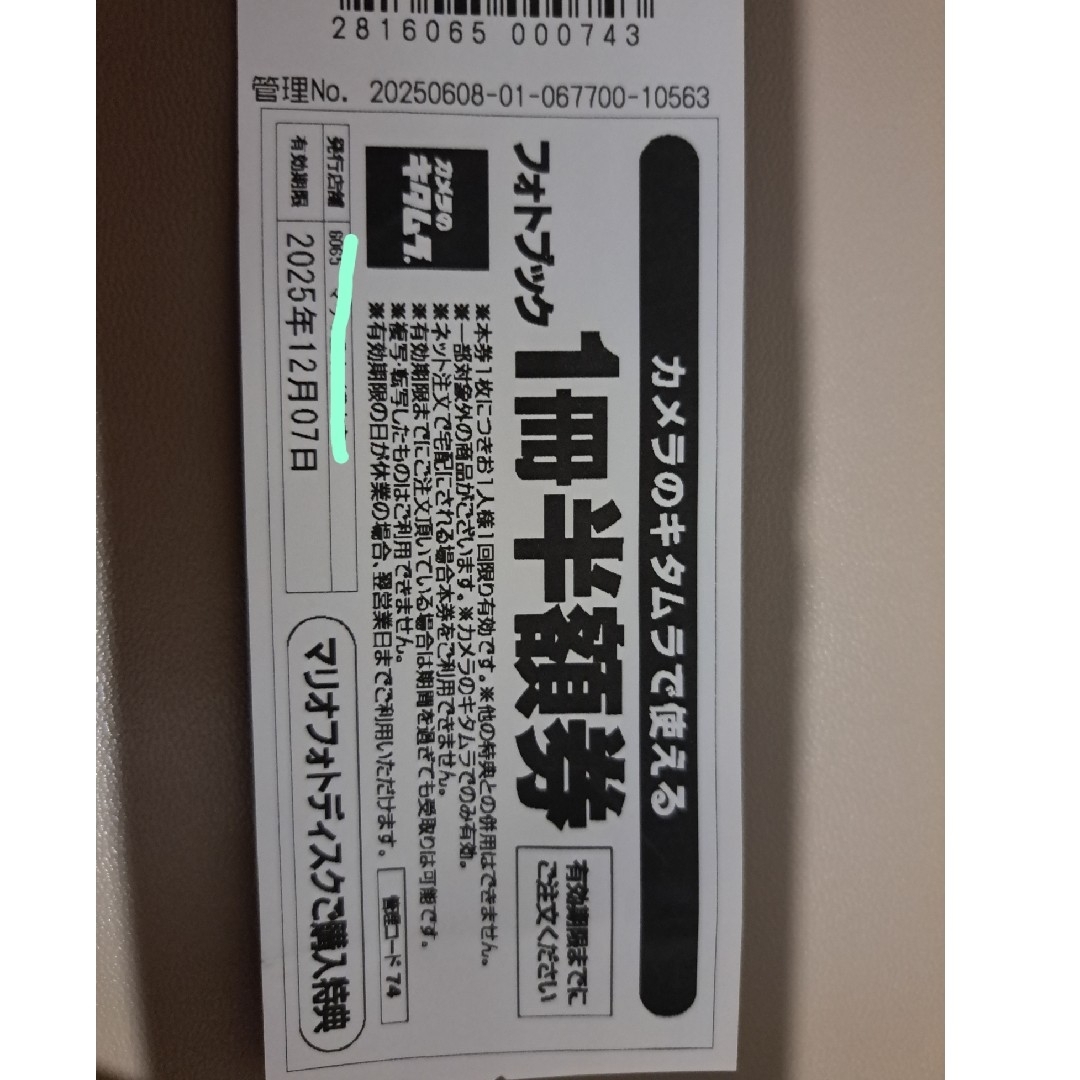 2816065 000743
管理No. 20250608-01-067700-10563
カメラのキタムラで使える
フォトブック 1冊半額券
有効期限までに
ご注文ください
カメラの
キタムラ
※本券1枚につきお1人様1回限り有効です。※他の特典との併用はできません。
※一部対象外の商品がございます。※カメラのキタムラでのみ有効。
※ネット注文で宅配にされる場合本券をご利用できません。
※有効期限までにご注文頂いている場合は期間を過ぎても受取りは可能です。
※複写・転写したものはご利用できません。
※有効期限の日が休業の場合、翌営業日までご利用いただけます。
管理コード 74
発行店舗 6065
有効期限 2025年12月07日
マリオフォトディスクご購入特典